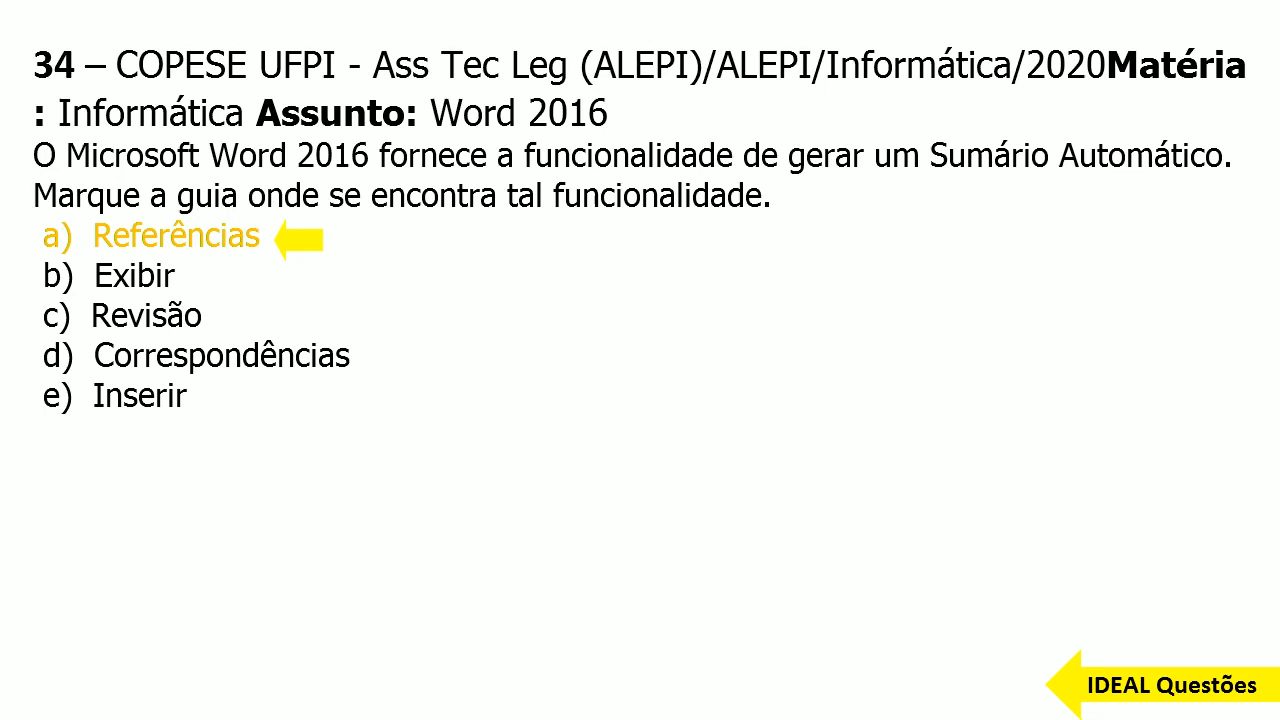 34 – COPESE UFPI - Ass Tec Leg (ALEPI)/ALEPI/Informática/2020Matéria
: Informática Assunto: Word 2016
O Microsoft Word 2016 fornece a funcionalidade de gerar um Sumário Automático.
Marque a guia onde se encontra tal funcionalidade.
a) Referências
b) Exibir
c) Revisão
d) Correspondências
e) Inserir
IDEAL Questões